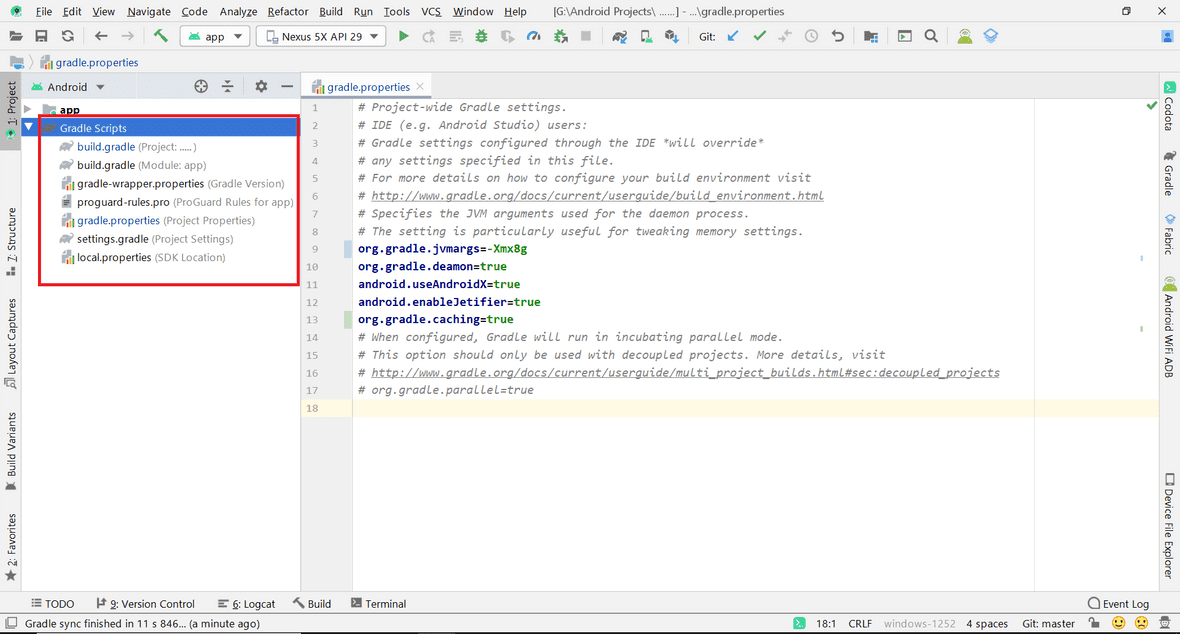 File Edit View Navigate Code Analyze Refactor Build Run Tools VCS Window Help [G:\Android Projects\ ......] - ...\gradle.properties
app Nexus 5X API 29 Git:
gradle.properties
Android
gradle.properties
1: Project
Z: Structure
Layout Captures
Build Variants
2: Favorites
app
Gradle Scripts
build.gradle (Project: ..... )
build.gradle (Module: app)
gradle-wrapper.properties (Gradle Version)
proguard-rules.pro (ProGuard Rules for app)
gradle.properties (Project Properties)
settings.gradle (Project Settings)
local.properties (SDK Location)
1 # Project-wide Gradle settings.
2 # IDE (e.g. Android Studio) users:
3 # Gradle settings configured through the IDE *will override*
4 # any settings specified in this file.
5 # For more details on how to configure your build environment visit
6 # http://www.gradle.org/docs/current/userguide/build_environment.html
7 # Specifies the JVM arguments used for the daemon process.
8 # The setting is particularly useful for tweaking memory settings.
9 org.gradle.jvmargs=-Xmx8g
10 org.gradle.deamon=true
11 android.useAndroidX=true
12 android.enableJetifier=true
13 org.gradle.caching=true
14 # When configured, Gradle will run in incubating parallel mode.
15 # This option should only be used with decoupled projects. More details, visit
16 # http://www.gradle.org/docs/current/userguide/multi_project_builds.html#sec:decoupled_projects
17 # org.gradle.parallel=true
18
Codota
Gradle
Fabric
Android WiFi ADB
Device File Explorer
TODO 9: Version Control 6: Logcat Build Terminal Event Log
Gradle sync finished in 11 s 846... (a minute ago) 18:1 CRLF windows-1252 4 spaces Git: master